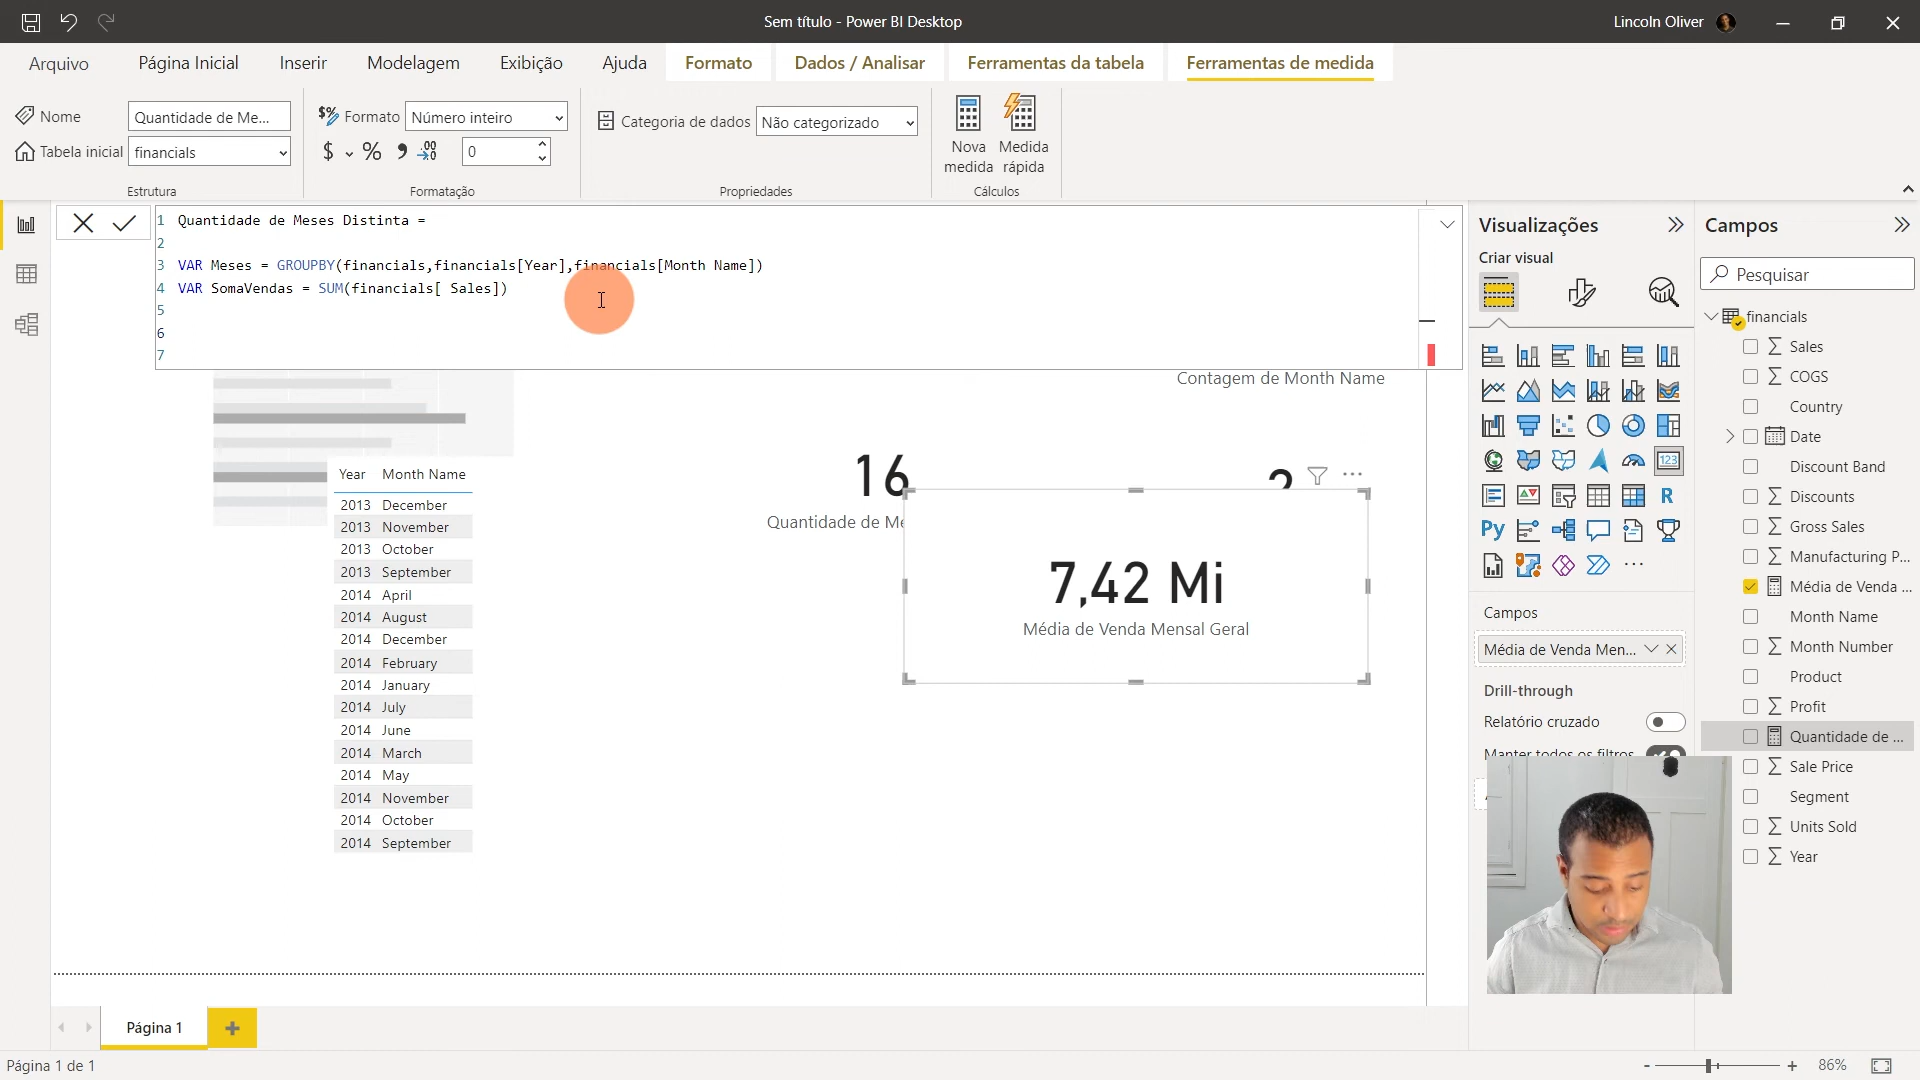 Sem título - Power BI Desktop
Lincoln Oliver
Arquivo
Página Inicial
Inserir
Modelagem
Exibição
Ajuda
Formato
Dados / Analisar
Ferramentas da tabela
Ferramentas de medida
Nome
Quantidade de Me...
Formato
Número inteiro
Categoria de dados
Não categorizado
Tabela inicial
financials
$
%
0
Nova medida
Medida rápida
Estrutura
Formatação
Propriedades
Cálculos
1 Quantidade de Meses Distinta =
2
3 VAR Meses = GROUPBY(financials,financials[Year],financials[Month Name])
4 VAR SomaVendas = SUM(financials[ Sales])
5
6
7
Contagem de Month Name
16
Quantidade de Me
Year Month Name
2013 December
2013 November
2013 October
2013 September
2014 April
2014 August
2014 December
2014 February
2014 January
2014 July
2014 June
2014 March
2014 May
2014 November
2014 October
2014 September
7,42 Mi
Média de Venda Mensal Geral
Visualizações
Criar visual
123
R
Py
Campos
Média de Venda Men...
Drill-through
Relatório cruzado
Manter todos os filtros
Campos
Pesquisar
financials
Sales
COGS
Country
Date
Discount Band
Discounts
Gross Sales
Manufacturing P...
Média de Venda ...
Month Name
Month Number
Product
Profit
Quantidade de ...
Sale Price
Segment
Units Sold
Year
Página 1
Página 1 de 1
86%